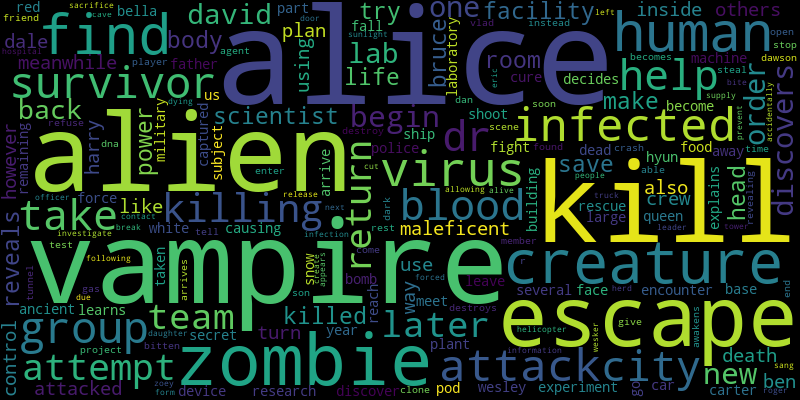 red part david try one facility inside others
friend cave bella door alice human
sacrifice sunlight instead left
find plan fall bruce
dale body using lab laboratory room open
meanwhile father life machine stop
hospital agent player vlad becomes dawson
survivor us eric cure decides steal order discovers
back harry military captured scientist dying begin dan soon help make become bite accidentally
power subject ship dr shoot scene infected supply prevent
remaining refuse dna destroy police fight found dead crash food away time
however alien arrive cut virus save hyun able
officer enter return building people also explains head
reveals take like killing force rest dark blood allowing alive rescue crew truck large queen
contact release next maleficent kill
investigate break white tell causing infection member leader tower revealing
vampire snow create appears come use way creature
test following taken bomb forced meet leave several face encounter base end
tunnel gas due arrives son reach destroys herd
ancient learns team killed later escape
control group daughter secret turn year plant helicopter wesker give awakens
project bitten zombie information death
attempt attack city new ben
attacked device zoey form research discover clone pod wesley experiment go car carter roger sang